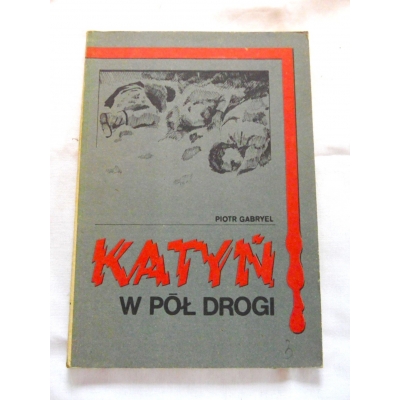 PIOTR GABRYEL
KATYŃ
W PÓŁ DROGI